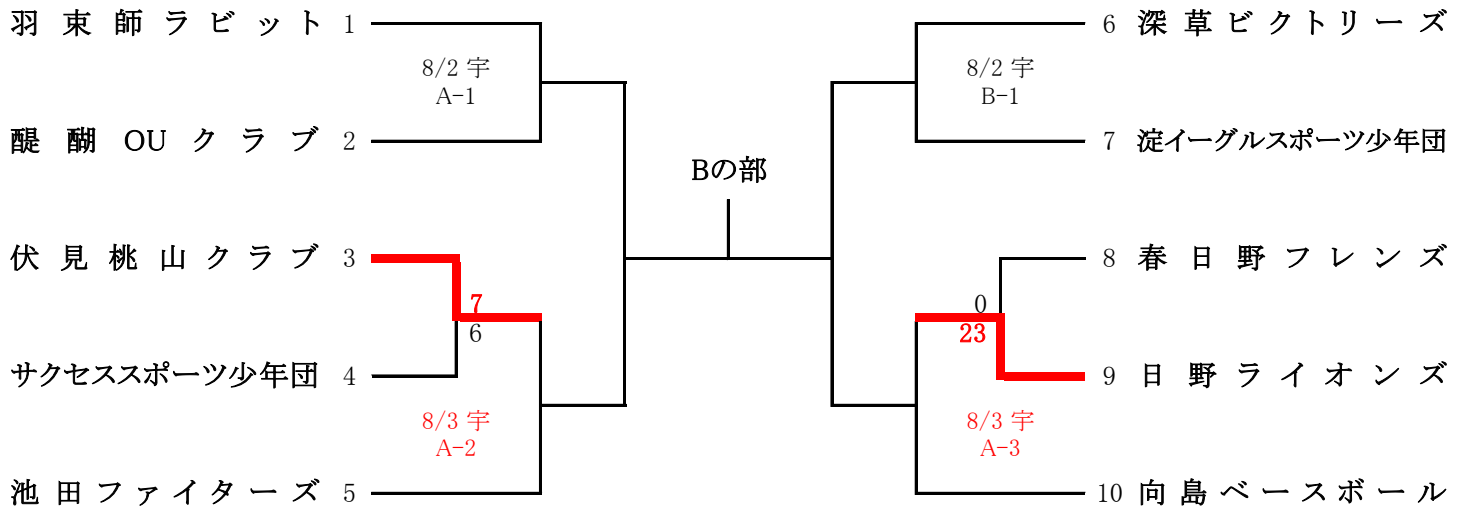 羽束師ラビット 1
8/2 宇
A-1
醍醐OUクラブ 2
伏見桃山クラブ 3
7
6
サクセススポーツ少年団 4
8/3 宇
A-2
池田ファイターズ 5
Bの部
6 深草ビクトリーズ
8/2 宇
B-1
7 淀イーグルスポーツ少年団
8 春日野フレンズ
0
23
9 日野ライオンズ
8/3 宇
A-3
10 向島ベースボール